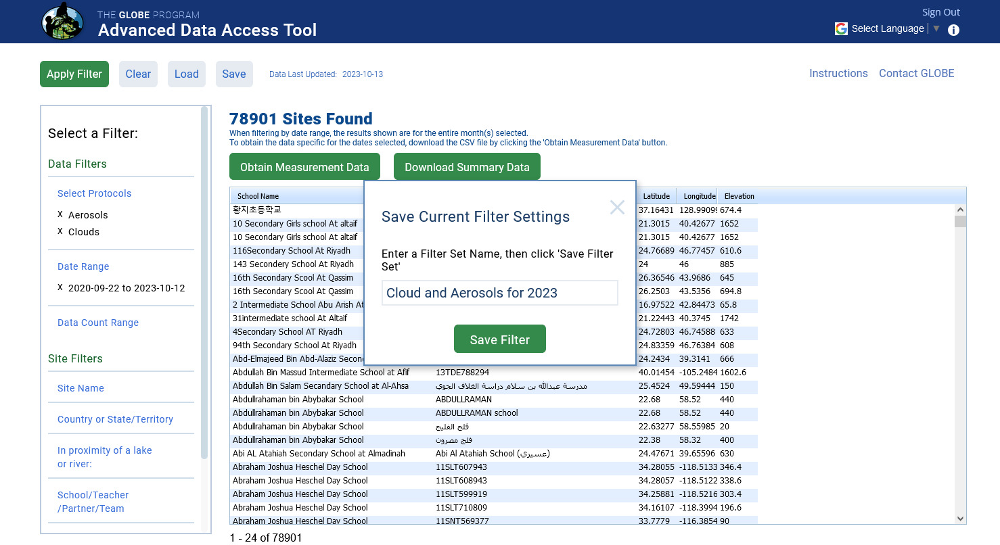 THE GLOBE PROGRAM
Advanced Data Access Tool
Sign Out
Select Language
Apply Filter
Clear
Load
Save
Data Last Updated: 2023-10-13
Instructions
Contact GLOBE
Select a Filter:
Data Filters
Select Protocols
X Aerosols
X Clouds
Date Range
X 2020-09-22 to 2023-10-12
Data Count Range
Site Filters
Site Name
Country or State/Territory
In proximity of a lake
or river:
School/Teacher
/Partner/Team
78901 Sites Found
When filtering by date range, the results shown are for the entire month(s) selected.
To obtain the data specific for the dates selected, download the CSV file by clicking the 'Obtain Measurement Data' button.
Obtain Measurement Data
Download Summary Data
School Name Latitude Longitude Elevation
황지초등학교 37.16431 128.99099 674.4
10 Secondary Girls school At altaif 21.3015 40.42677 1652
10 Secondary Girls school At altaif 21.3015 40.42677 1652
116Secondary School At Riyadh 24.76689 46.77457 610.6
143 Secondery School At Reyadh 24 46 885
16th Secondary Scool At Qassim 26.36546 43.9686 645
16th Secondary Scool At Qassim 26.2503 43.5356 694.8
2 Intermediate School Abu Arish At 16.97522 42.84473 65.8
31intermediate school At Altaif 21.22443 40.3745 1742
4Secondary School AT Riyadh 24.72803 46.74588 633
94th Secondary School At Riyadh 24.83359 46.76384 608
Abd-Elmajeed Bin Abd-Alaziz Secon 24.2434 39.3141 666
Abdullah Bin Massud Intermediate School at Afif 13TDE788294 40.01454 -105.2484 1602.6
Abdullah Bin Salam Secandary School at Al-Ahsa مدرسة عبدالله بن سلام دراسة الغلاف الجوي 25.4524 49.59444 150
Abdullrahaman bin Abybakar School ABDULLRAMAN 22.68 58.52 440
Abdullrahaman bin Abybakar School ABDULLRAMAN school 22.68 58.52 440
Abdullrahaman bin Abybakar School فلج الفليج 22.63277 58.55985 20
Abdullrahaman bin Abybakar School فلج مصرون 22.38 58.32 400
Abi AL Atahiah Secondary School at Almadinah Abi Al Atahiah School (عسيري) 24.47671 39.65596 630
Abraham Joshua Heschel Day School 11SLT607943 34.28055 -118.5133 346.4
Abraham Joshua Heschel Day School 11SLT608943 34.28057 -118.5122 338.6
Abraham Joshua Heschel Day School 11SLT599919 34.25881 -118.5216 303.4
Abraham Joshua Heschel Day School 11SLT710809 34.16107 -118.3994 196.6
Abraham Joshua Heschel Day School 11SNT569377 33.7779 -116.3854 90
1 - 24 of 78901
Save Current Filter Settings
Enter a Filter Set Name, then click 'Save Filter
Set'
Cloud and Aerosols for 2023
Save Filter